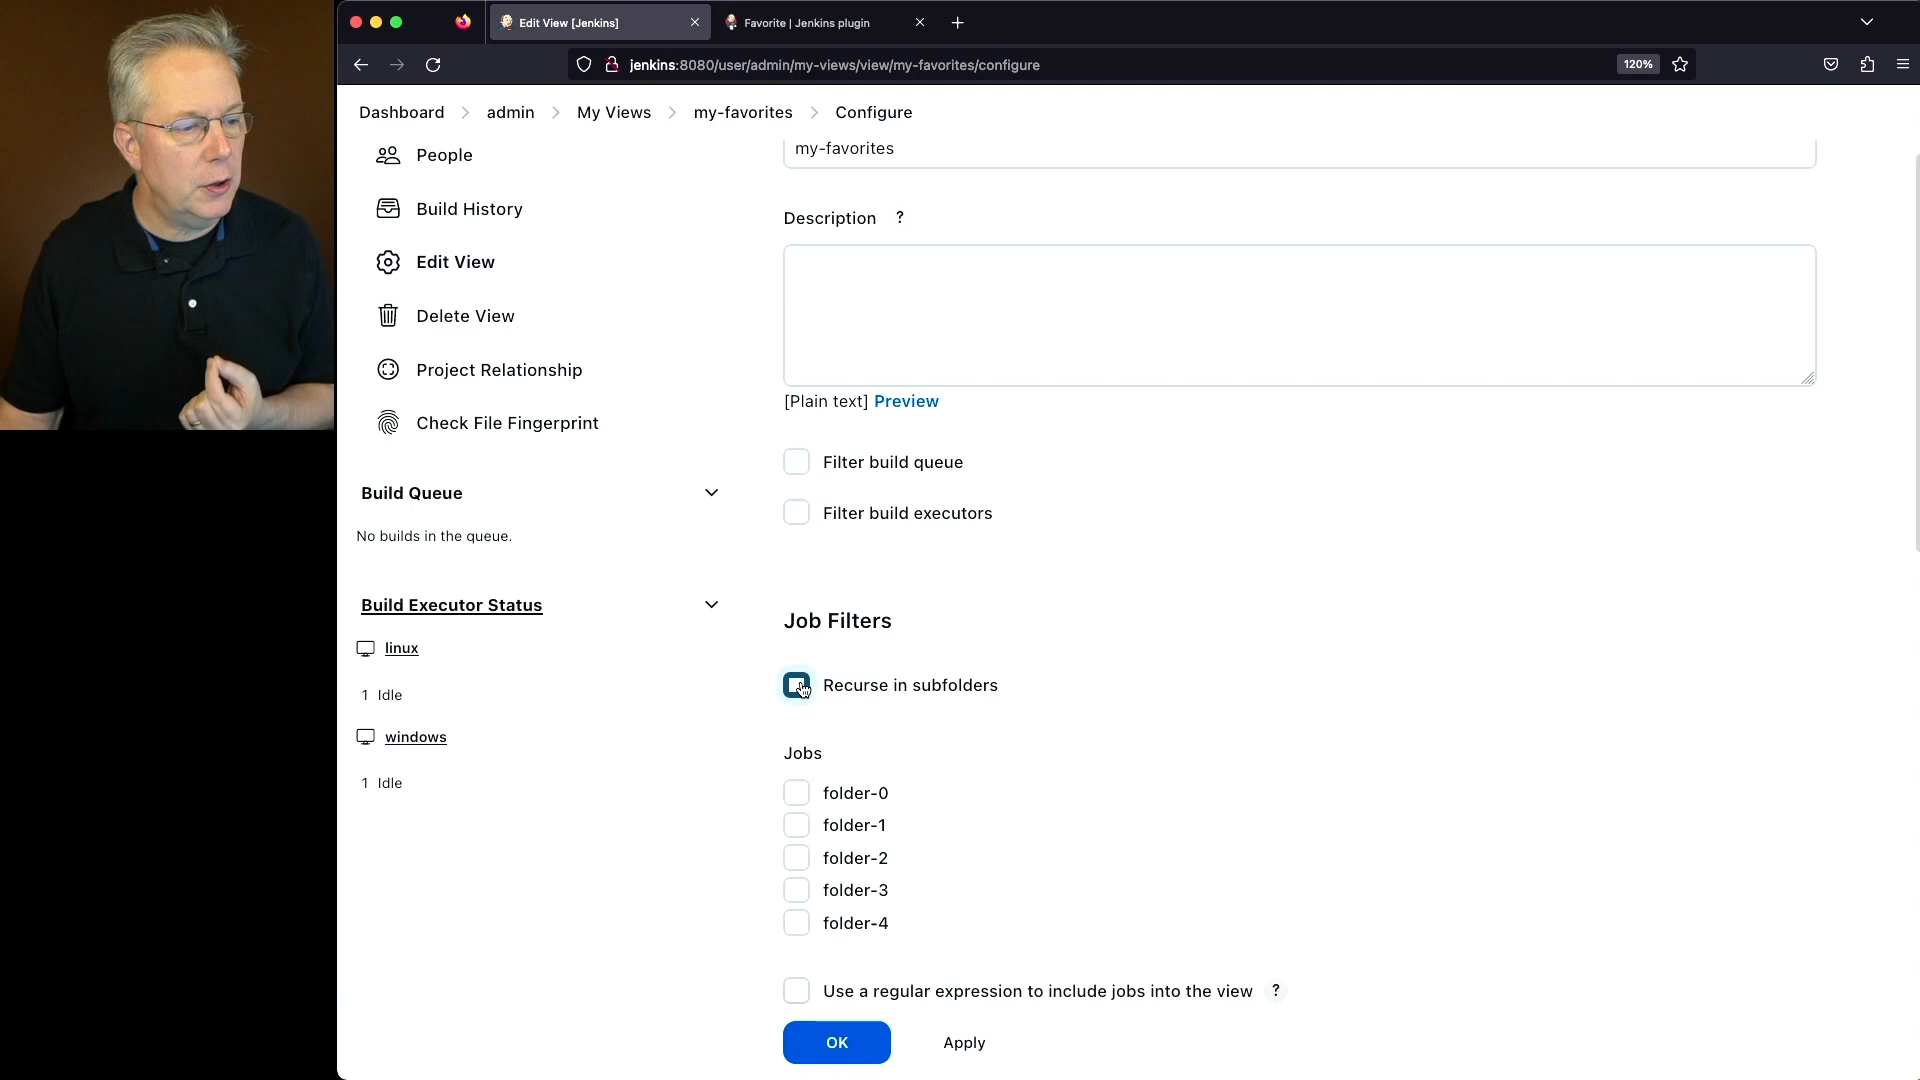 Edit View [Jenkins]
Favorite | Jenkins plugin
jenkins:8080/user/admin/my-views/view/my-favorites/configure
120%
Dashboard
admin
My Views
my-favorites
Configure
People
Build History
Edit View
Delete View
Project Relationship
Check File Fingerprint
Build Queue
No builds in the queue.
Build Executor Status
linux
1 Idle
windows
1 Idle
my-favorites
Description ?
[Plain text] Preview
Filter build queue
Filter build executors
Job Filters
Recurse in subfolders
Jobs
folder-0
folder-1
folder-2
folder-3
folder-4
Use a regular expression to include jobs into the view ?
OK
Apply